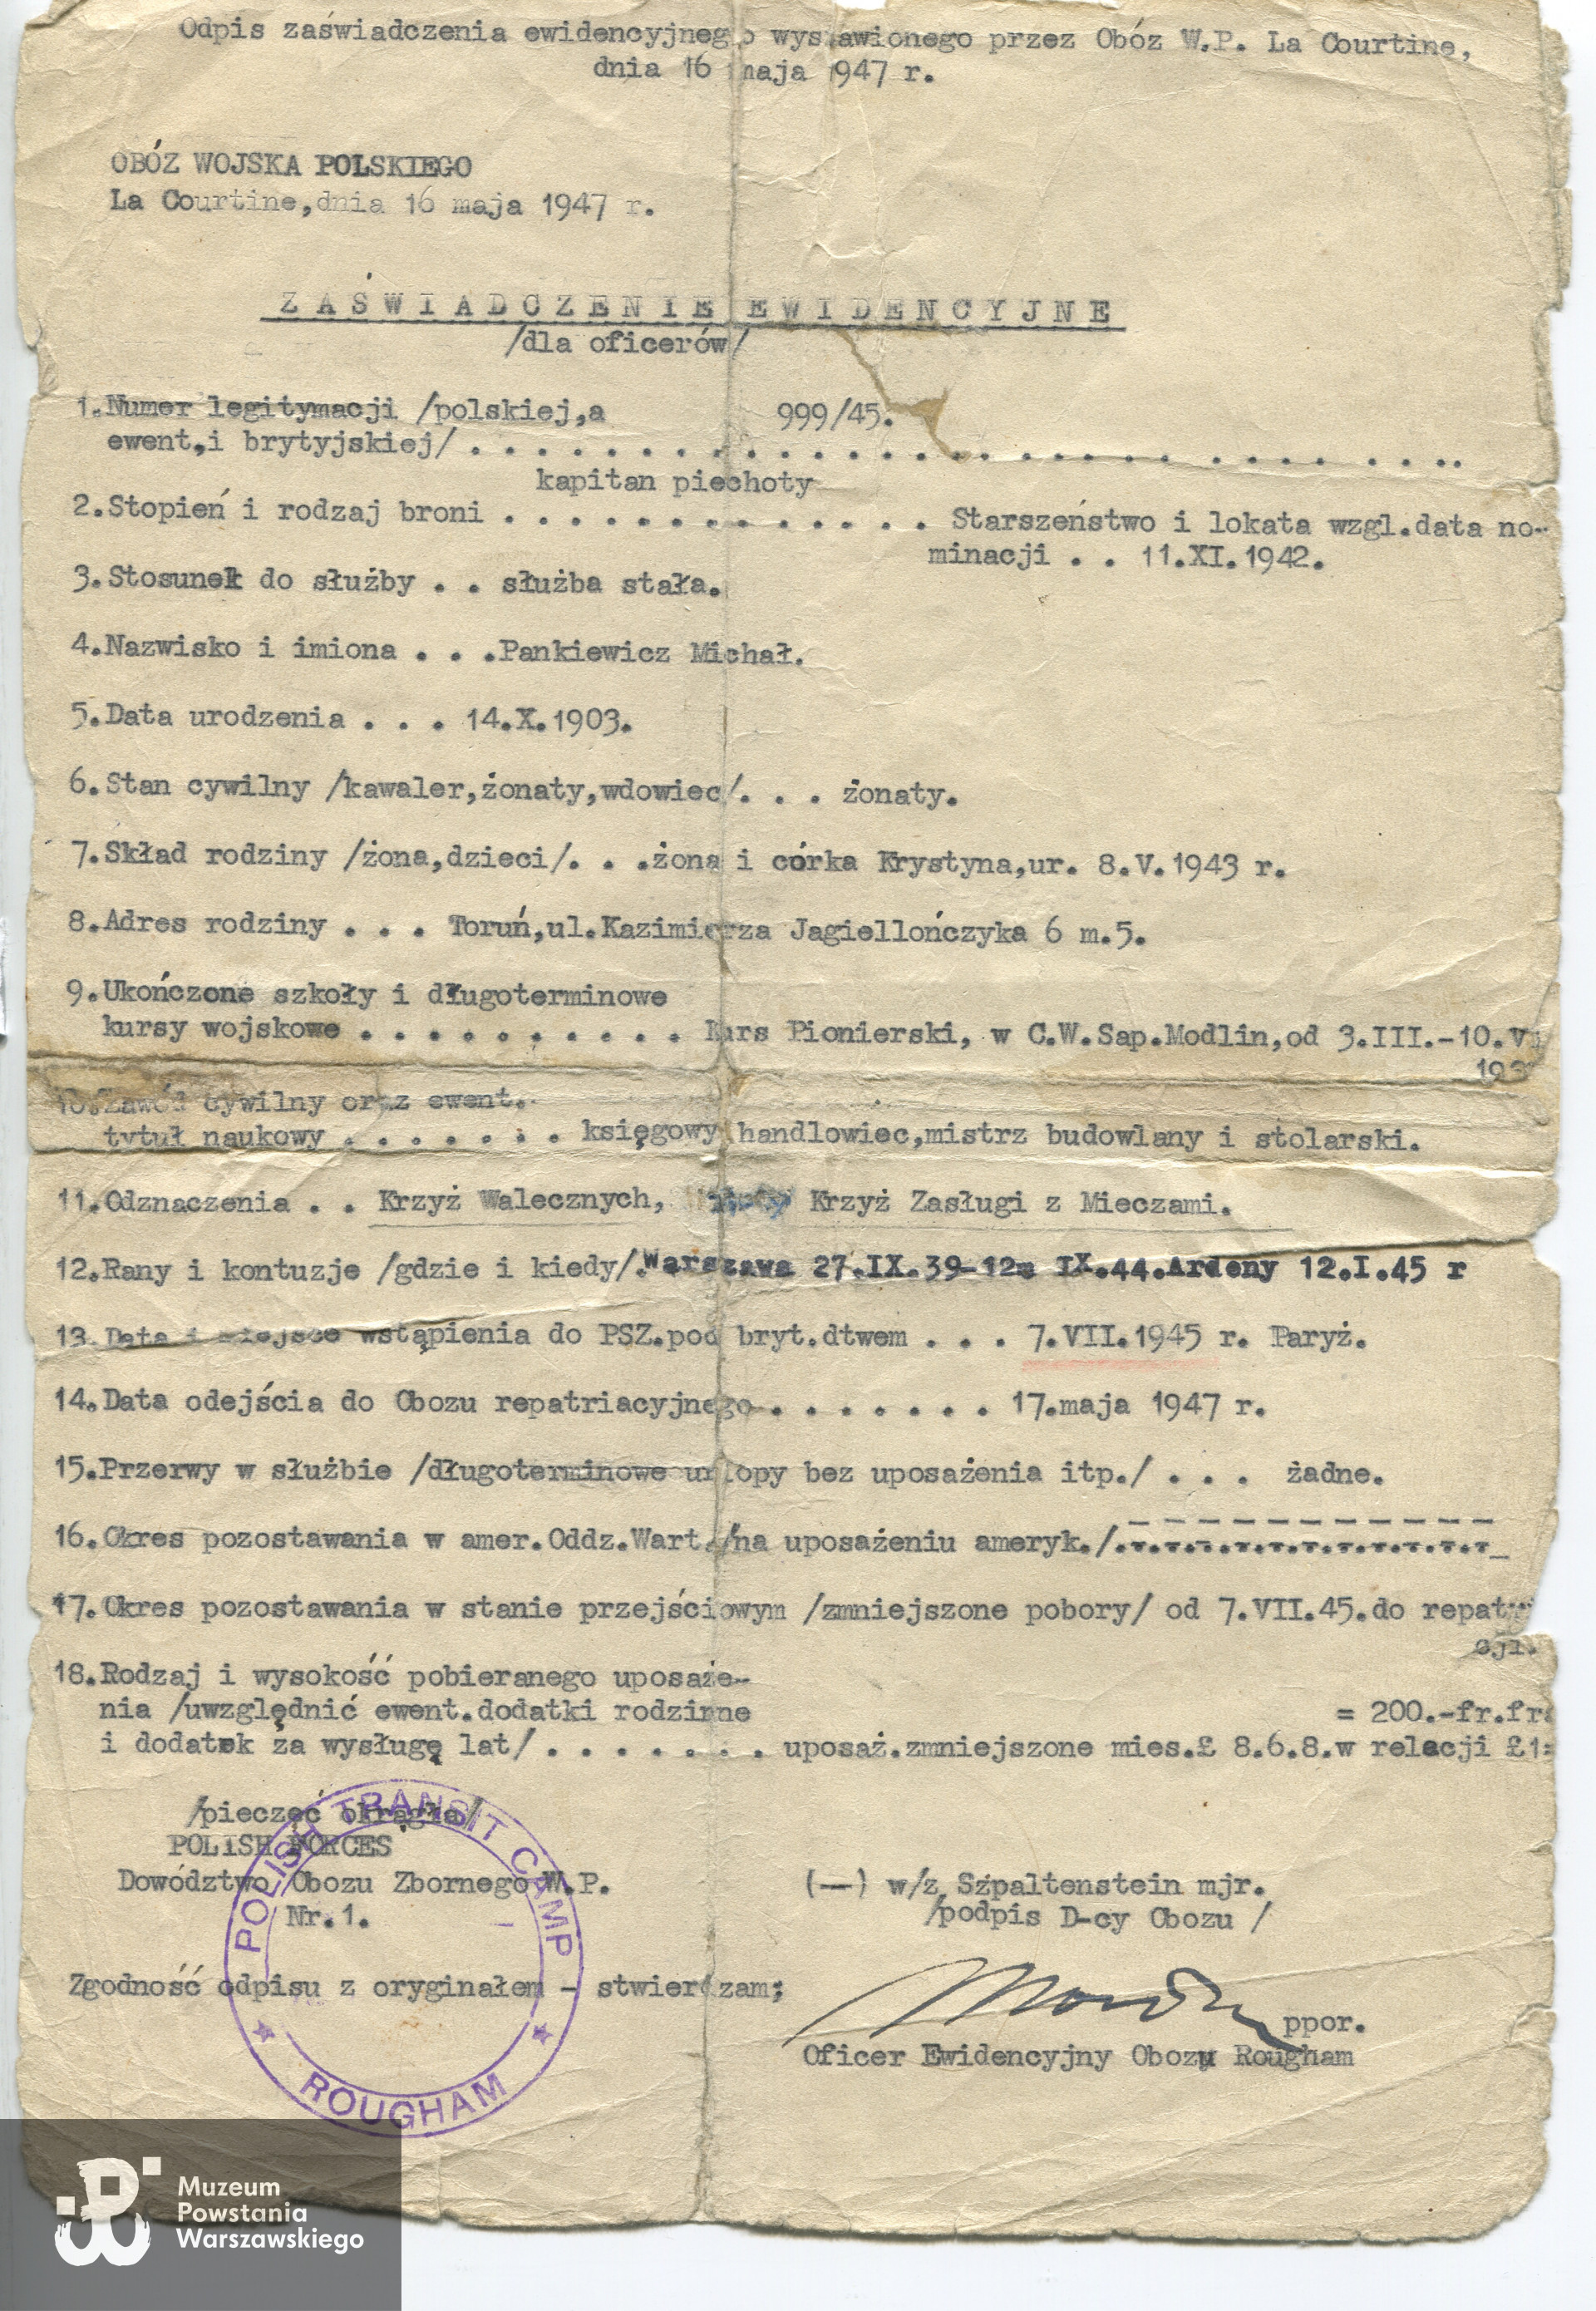 Odpis zaświadczenia ewidencyjnego wystawionego przez Obóz W.P. La Courtine,
dnia 16 maja 1947 r.
OBÓZ WOJSKA POLSKIEGO
La Courtine,dnia 16 maja 1947 r.
ZAŚWIADCZENIE EWIDENCYJNE
/dla oficerów/
1.Numer legitymacji /polskiej,a 999/45.
ewent,i brytyjskiej/ . . . . . . . . . . . . . . . . . . . . . . . . . . . . . .
kapitan piechoty
2.Stopień i rodzaj broni . . . . . . . . . . . . Starszeństwo i lokata wzgl.data no-
minacji . . 11.XI.1942.
3.Stosunek do służby . . służba stała.
4.Nazwisko i imiona . . .Pankiewicz Michał.
5.Data urodzenia . . . 14.X.1903.
6.Stan cywilny /kawaler,żonaty,wdowiec/. . . żonaty.
7.Skład rodziny /żona,dzieci/. . .żona i córka Krystyna,ur. 8.V.1943 r.
8.Adres rodziny . . . Toruń,ul.Kazimierza Jagiellończyka 6 m.5.
9.Ukończone szkoły i długoterminowe
kursy wojskowe . . . . . . . . . . Kurs Pionierski, w C.W.Sap.Modlin,od 3.III.-10.
10.Zawód cywilny oraz ewent.
tytuł naukowy . . . . . . . księgowy handlowiec,mistrz budowlany i stolarski.
11.Odznaczenia . . Krzyż Walecznych, Krzyż Zasługi z Mieczami.
12.Rany i kontuzje /gdzie i kiedy/.Warszawa 27.IX.39-12. IX.44.Ardeny 12.I.45 r
13.Data i miejsce wstąpienia do PSZ.pod bryt.dtwem . . . 7.VII.1945 r. Paryż.
14.Data odejścia do Obozu repatriacyjnego . . . . . . . 17.maja 1947 r.
15.Przerwy w służbie /długoterminowe urlopy bez uposażenia itp./ . . . żadne.
16.Okres pozostawania w amer.Oddz.Wart./na uposażeniu ameryk./.-.-.-.-.-.-.-.-.-.-
17.Okres pozostawania w stanie przejściowym /zmniejszone pobory/ od 7.VII.45.do repatr
cji.
18.Rodzaj i wysokość pobieranego uposaże-
nia /uwzględnić ewent.dodatki rodzinne = 200.-fr.fr.
i dodatek za wysługę lat/ . . . . . . . uposaż.zmniejszone mies.£ 8.6.8.w relacji £1=
/pieczęć okrągła/
POLISH FORCES
Dowództwo Obozu Zbornego W.P.
Nr.1.
(—) w/z Szpaltenstein mjr.
/podpis D-cy Obozu /
Zgodność odpisu z oryginałem - stwierdzam;
ppor.
Oficer Ewidencyjny Obozu Rougham
POLISH TRANSIT CAMP
ROUGHAM
Muzeum
Powstania
Warszawskiego